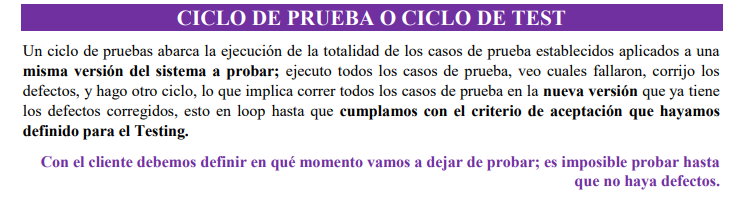 CICLO DE PRUEBA O CICLO DE TEST
Un ciclo de pruebas abarca la ejecución de la totalidad de los casos de prueba establecidos aplicados a una
misma versión del sistema a probar; ejecuto todos los casos de prueba, veo cuales fallaron, corrijo los
defectos, y hago otro ciclo, lo que implica correr todos los casos de prueba en la nueva versión que ya tiene
los defectos corregidos, esto en loop hasta que cumplamos con el criterio de aceptación que hayamos
definido para el Testing.
Con el cliente debemos definir en qué momento vamos a dejar de probar; es imposible probar hasta
que no haya defectos.